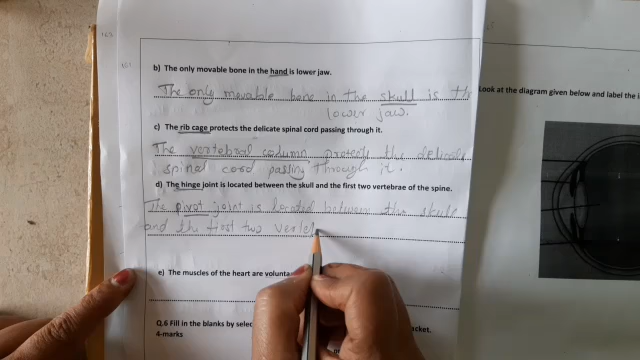 b) The only movable bone in the hand is lower jaw.
The only movable bone in the skull is the
lower jaw.
Look at the diagram given below and label the
c) The rib cage protects the delicate spinal cord passing through it.
The vertebral column protects the delicate
spinal cord passing through it.
d) The hinge joint is located between the skull and the first two vertebrae of the spine.
The pivot joint is located between the skull
and the first two
e) The muscles of the heart are
Q.6 Fill in the blanks by
4-marks